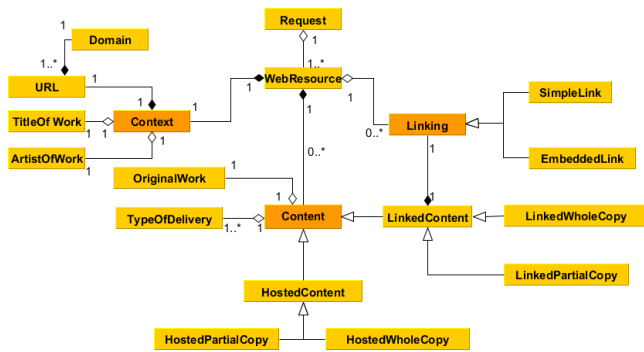 Request
1
Domain
1
1..*
1..*
URL
1
WebResource
1
1
1
1
SimpleLink
TitleOf Work
1
1
Context
1
1
0..*
Linking
ArtistOfWork
1
1
0..*
1
EmbeddedLink
OriginalWork
1
1
1
TypeOfDelivery
1..*
1
Content
LinkedContent
LinkedWholeCopy
LinkedPartialCopy
HostedContent
HostedPartialCopy
HostedWholeCopy